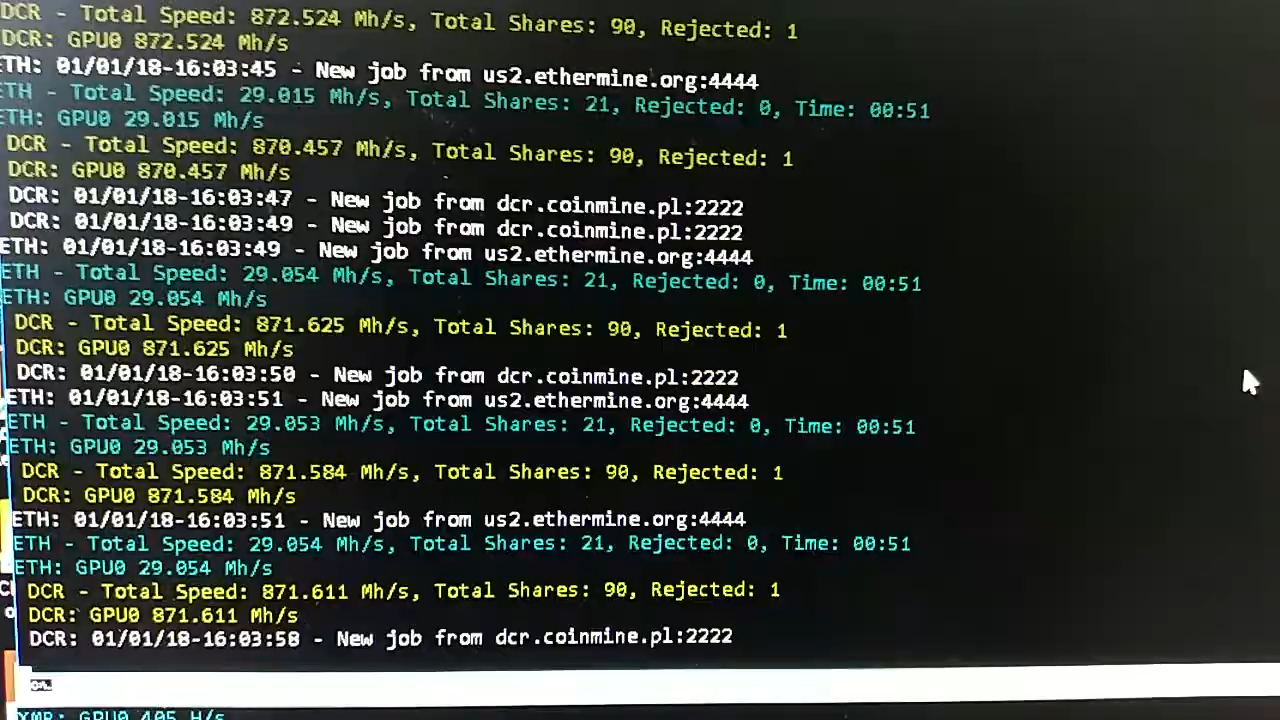 DCR - Total Speed: 872.524 Mh/s, Total Shares: 90, Rejected: 1
DCR: GPU0 872.524 Mh/s
ETH: 01/01/18-16:03:45 - New job from us2.ethermine.org:4444
ETH - Total Speed: 29.015 Mh/s, Total Shares: 21, Rejected: 0, Time: 00:51
ETH: GPU0 29.015 Mh/s
DCR - Total Speed: 870.457 Mh/s, Total Shares: 90, Rejected: 1
DCR: GPU0 870.457 Mh/s
DCR: 01/01/18-16:03:47 - New job from dcr.coinmine.pl:2222
DCR: 01/01/18-16:03:49 - New job from dcr.coinmine.pl:2222
ETH: 01/01/18-16:03:49 - New job from us2.ethermine.org:4444
ETH - Total Speed: 29.054 Mh/s, Total Shares: 21, Rejected: 0, Time: 00:51
ETH: GPU0 29.054 Mh/s
DCR - Total Speed: 871.625 Mh/s, Total Shares: 90, Rejected: 1
DCR: GPU0 871.625 Mh/s
DCR: 01/01/18-16:03:50 - New job from dcr.coinmine.pl:2222
ETH: 01/01/18-16:03:51 - New job from us2.ethermine.org:4444
ETH - Total Speed: 29.053 Mh/s, Total Shares: 21, Rejected: 0, Time: 00:51
ETH: GPU0 29.053 Mh/s
DCR - Total Speed: 871.584 Mh/s, Total Shares: 90, Rejected: 1
DCR: GPU0 871.584 Mh/s
ETH: 01/01/18-16:03:51 - New job from us2.ethermine.org:4444
ETH - Total Speed: 29.054 Mh/s, Total Shares: 21, Rejected: 0, Time: 00:51
ETH: GPU0 29.054 Mh/s
DCR - Total Speed: 871.611 Mh/s, Total Shares: 90, Rejected: 1
DCR: GPU0 871.611 Mh/s
DCR: 01/01/18-16:03:58 - New job from dcr.coinmine.pl:2222
XMR: GPU0 405 H/s